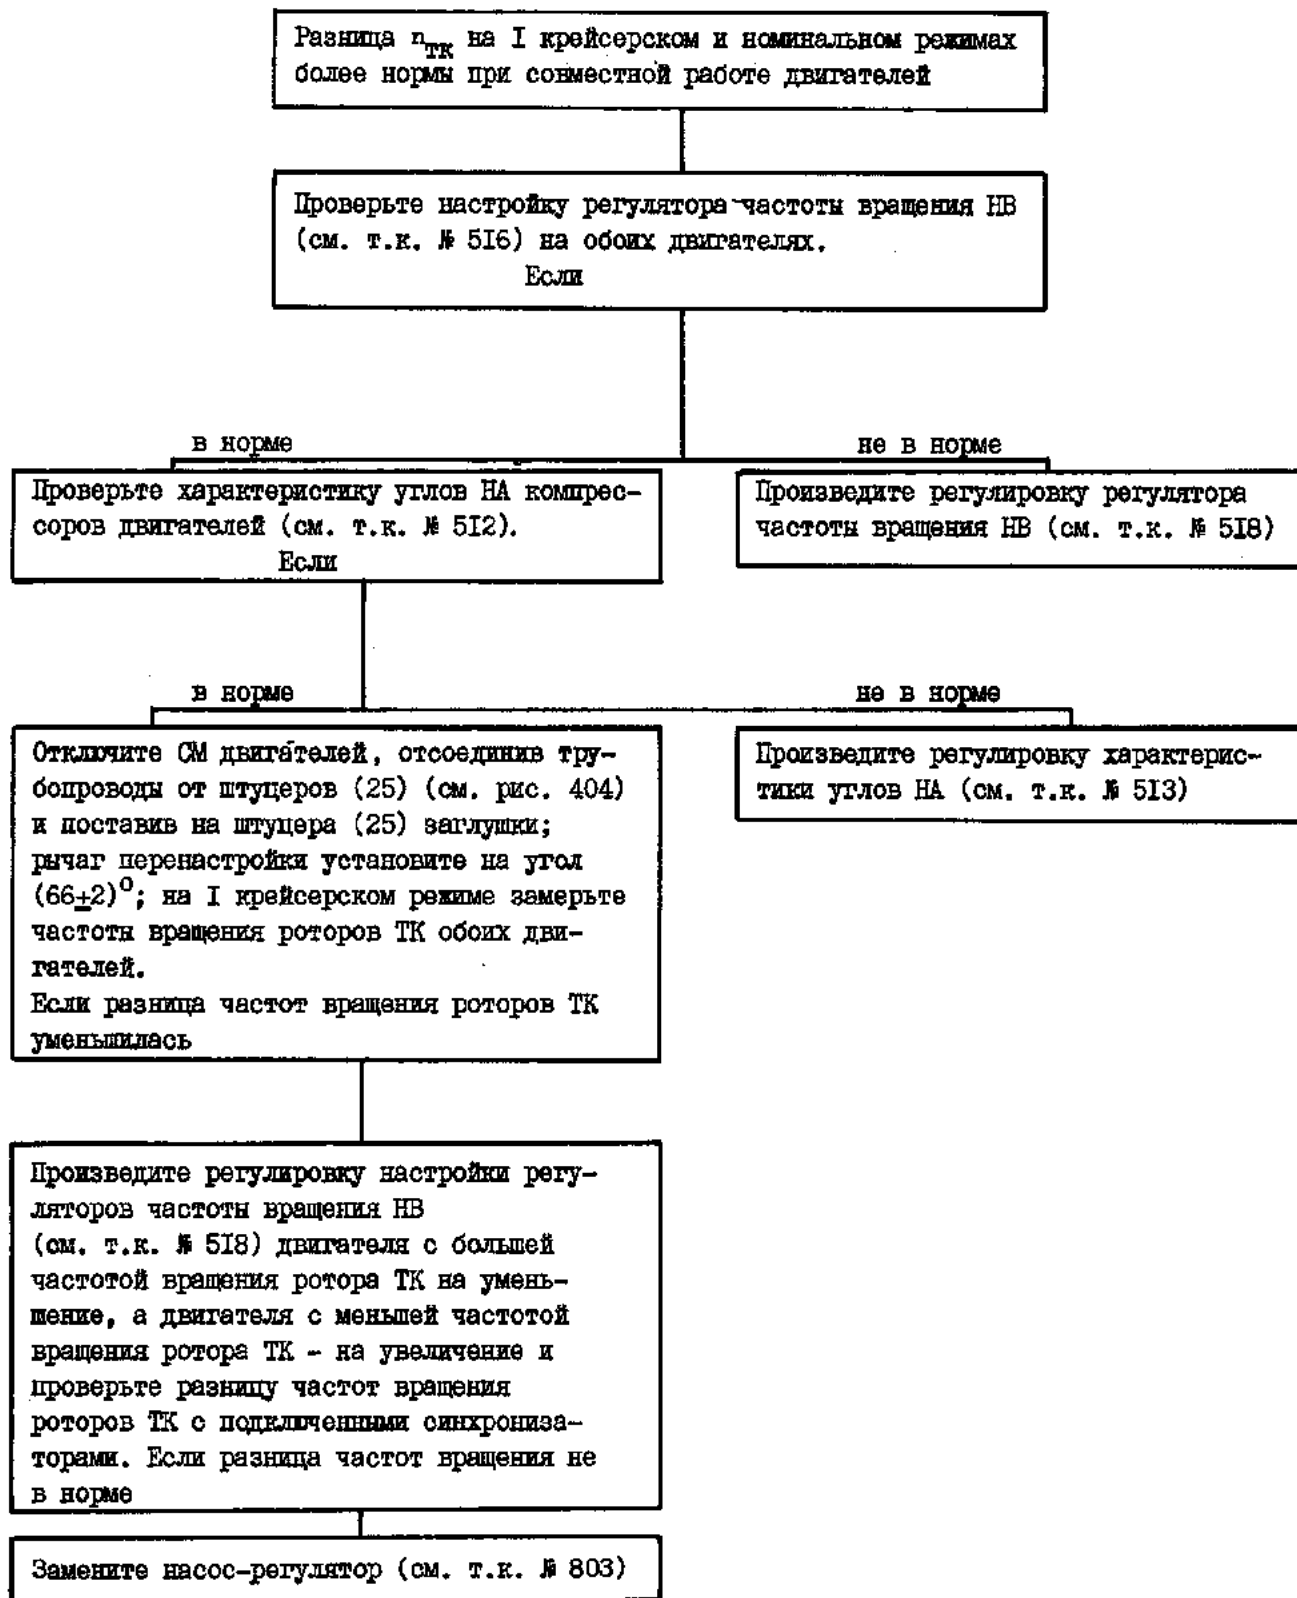 Разница n_ТК на I крейсерском и номинальном режимах
более нормы при совместной работе двигателей
Проверьте настройку регулятора частоты вращения НВ
(см. т.к. № 5I6) на обоих двигателях.
Если
в норме
не в норме
Проверьте характеристику углов НА компрес-
соров двигателей (см. т.к. № 5I2).
Если
Произведите регулировку регулятора
частоты вращения НВ (см. т.к. № 5I8)
в норме
не в норме
Отключите СМ двигателей, отсоединив тру-
бопроводы от штуцеров (25) (см. рис. 404)
и поставив на штуцера (25) заглушки;
рычаг перенастройки установите на угол
(66±2)°; на I крейсерском режиме замерьте
частоты вращения роторов ТК обоих дви-
гателей.
Если разница частот вращения роторов ТК
уменьшилась
Произведите регулировку характерис-
тики углов НА (см. т.к. № 5I3)
Произведите регулировку настройки регу-
ляторов частоты вращения НВ
(см. т.к. № 5I8) двигателя с большей
частотой вращения ротора ТК на умень-
шение, а двигателя с меньшей частотой
вращения ротора ТК - на увеличение и
проверьте разницу частот вращения
роторов ТК с подключенными синхрониза-
торами. Если разница частот вращения не
в норме
Замените насос-регулятор (см. т.к. № 803)